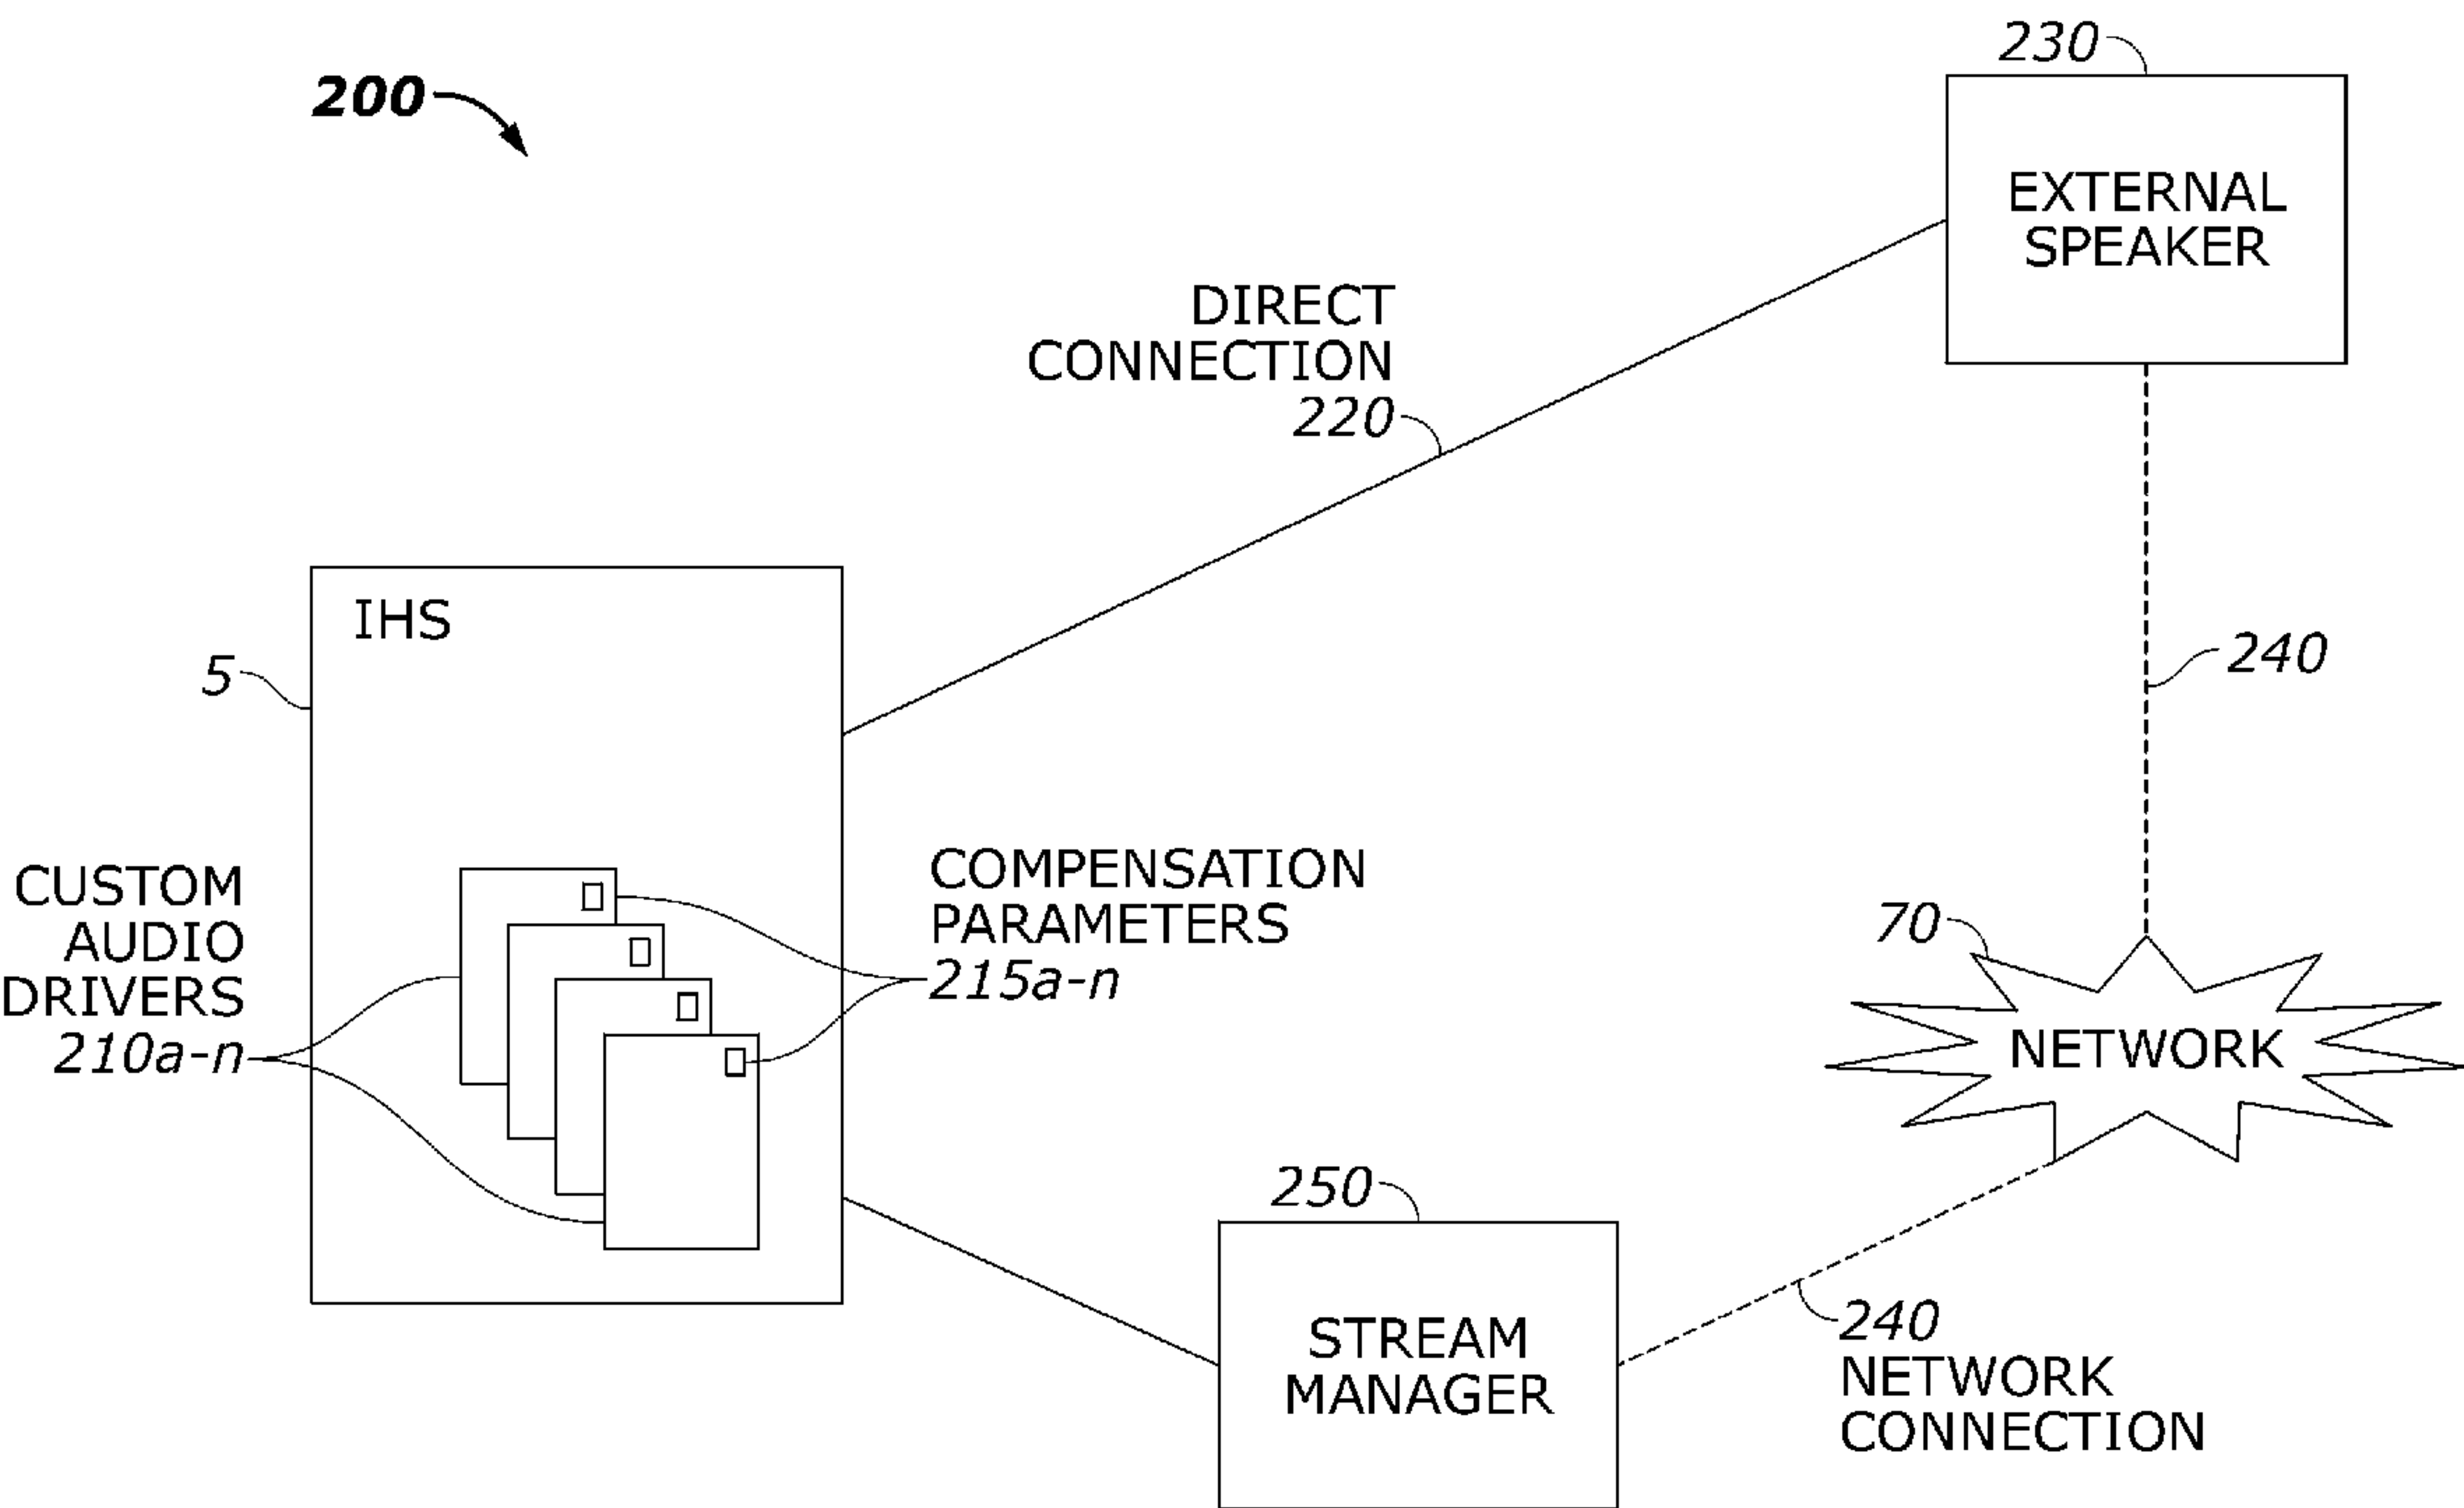 200
230
EXTERNAL
SPEAKER
DIRECT
CONNECTION
220
IHS
5
240
CUSTOM
AUDIO
DRIVERS
210a-n
COMPENSATION
PARAMETERS
215a-n
70
NETWORK
250
STREAM
MANAGER
240
NETWORK
CONNECTION